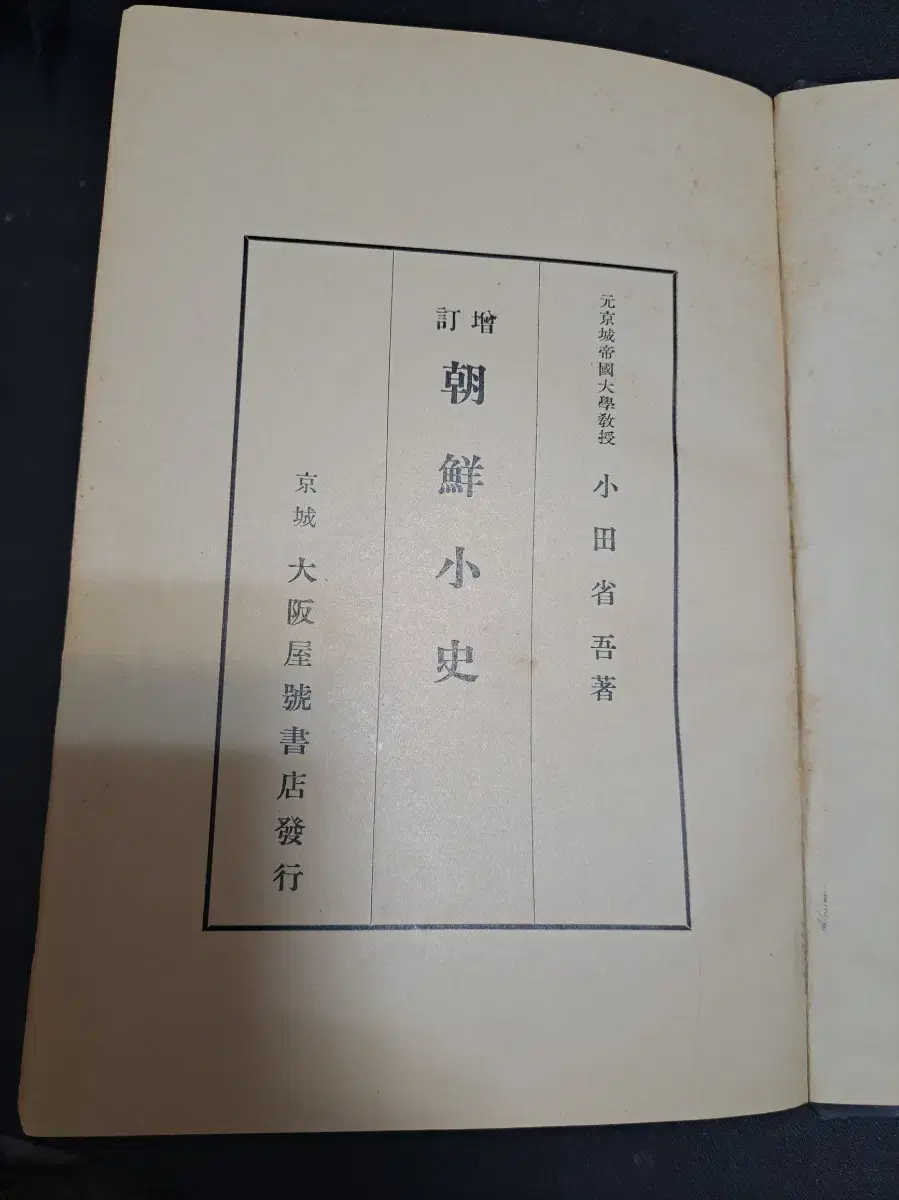 元京城帝國大學敎授 小田省吾著
增訂 朝鮮小史
京城 大阪屋號書店發行